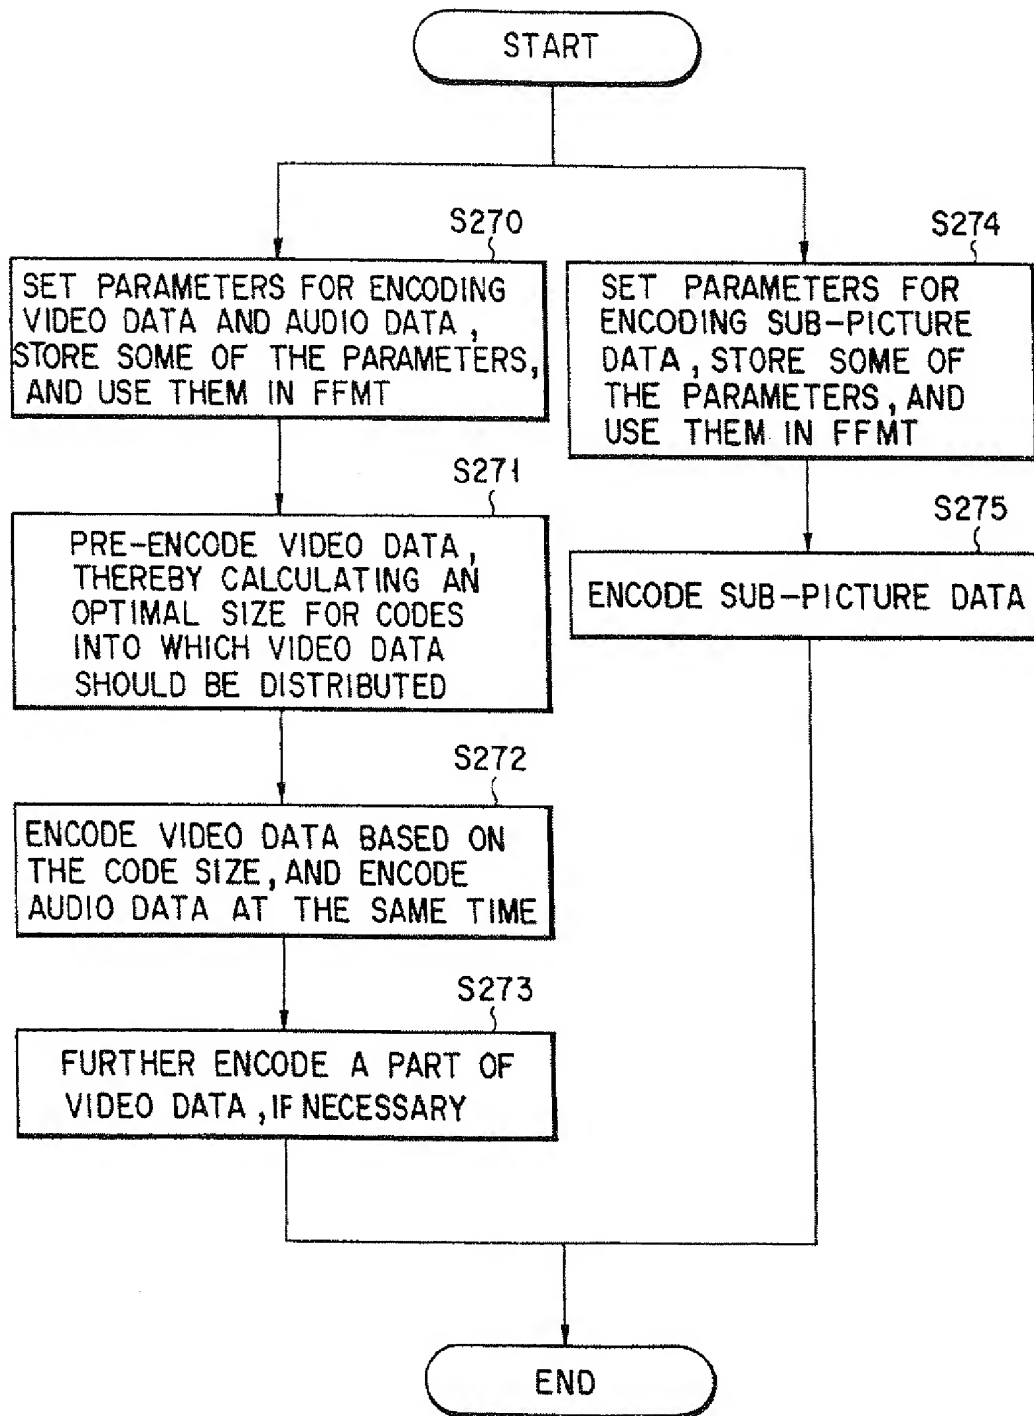 START
S270
SET PARAMETERS FOR ENCODING
VIDEO DATA AND AUDIO DATA,
STORE SOME OF THE PARAMETERS,
AND USE THEM IN FFMT
S271
PRE-ENCODE VIDEO DATA,
THEREBY CALCULATING AN
OPTIMAL SIZE FOR CODES
INTO WHICH VIDEO DATA
SHOULD BE DISTRIBUTED
S272
ENCODE VIDEO DATA BASED ON
THE CODE SIZE, AND ENCODE
AUDIO DATA AT THE SAME TIME
S273
FURTHER ENCODE A PART OF
VIDEO DATA, IF NECESSARY
S274
SET PARAMETERS FOR
ENCODING SUB-PICTURE
DATA, STORE SOME OF
THE PARAMETERS, AND
USE THEM IN FFMT
S275
ENCODE SUB-PICTURE DATA
END